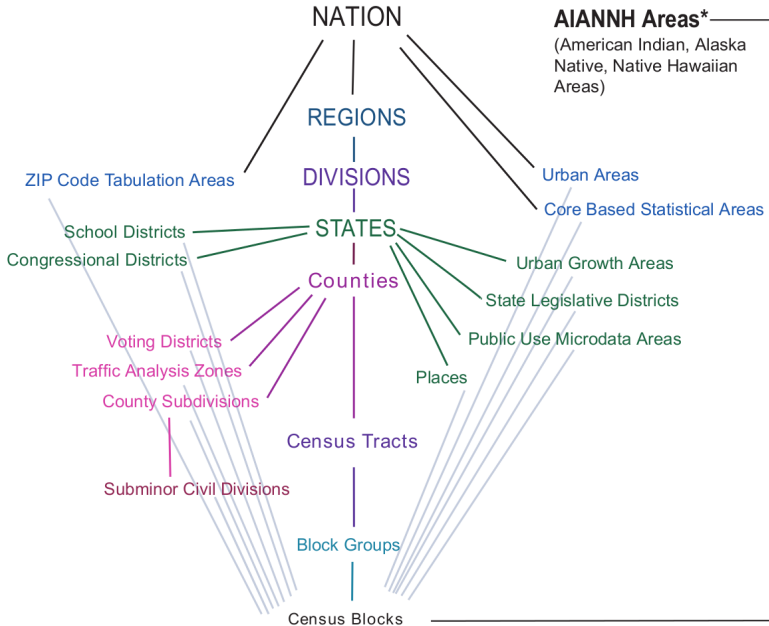 NATION
AIANNH Areas*
(American Indian, Alaska
Native, Native Hawaiian
Areas)
REGIONS
ZIP Code Tabulation Areas
DIVISIONS
Urban Areas
Core Based Statistical Areas
School Districts
STATES
Congressional Districts
Urban Growth Areas
Counties
State Legislative Districts
Voting Districts
Public Use Microdata Areas
Traffic Analysis Zones
Places
County Subdivisions
Census Tracts
Subminor Civil Divisions
Block Groups
Census Blocks